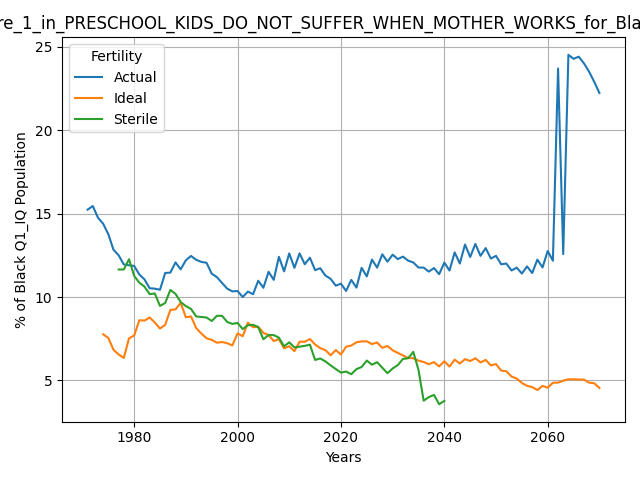 re_1_in_PRESCHOOL_KIDS_DO_NOT_SUFFER_WHEN_MOTHER_WORKS_for_Bla
Fertility
Actual
Ideal
Sterile
% of Black Q1_IQ Population
25
20
15
10
5
1980 2000 2020 2040 2060
Years